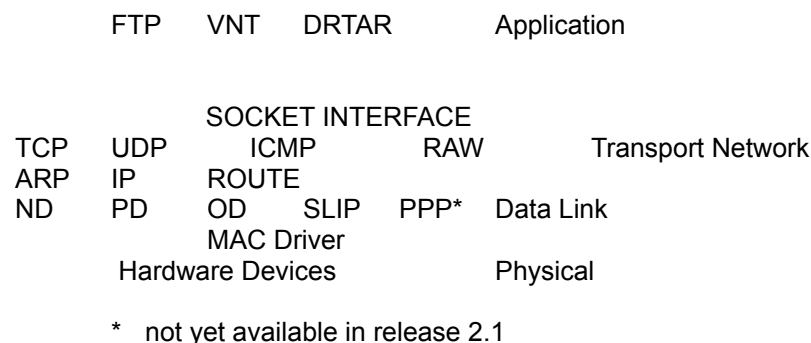 FTP VNT DRTAR Application
SOCKET INTERFACE
TCP UDP ICMP RAW Transport Network
ARP IP ROUTE
ND PD OD SLIP PPP* Data Link
MAC Driver
Hardware Devices Physical
* not yet available in release 2.1